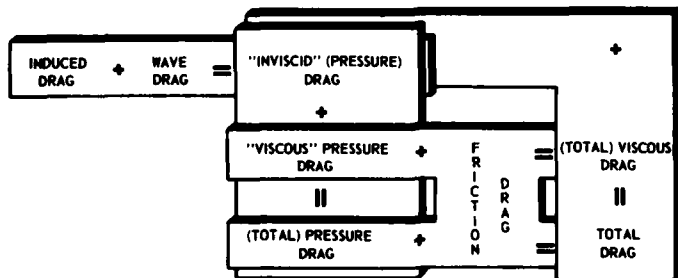 INDUCED + WAVE = "INVISCID" (PRESSURE) +
DRAG DRAG DRAG
+
"VISCOUS" PRESSURE + FRICTION DRAG = (TOTAL) VISCOUS
DRAG DRAG
= =
(TOTAL) PRESSURE + = TOTAL
DRAG DRAG